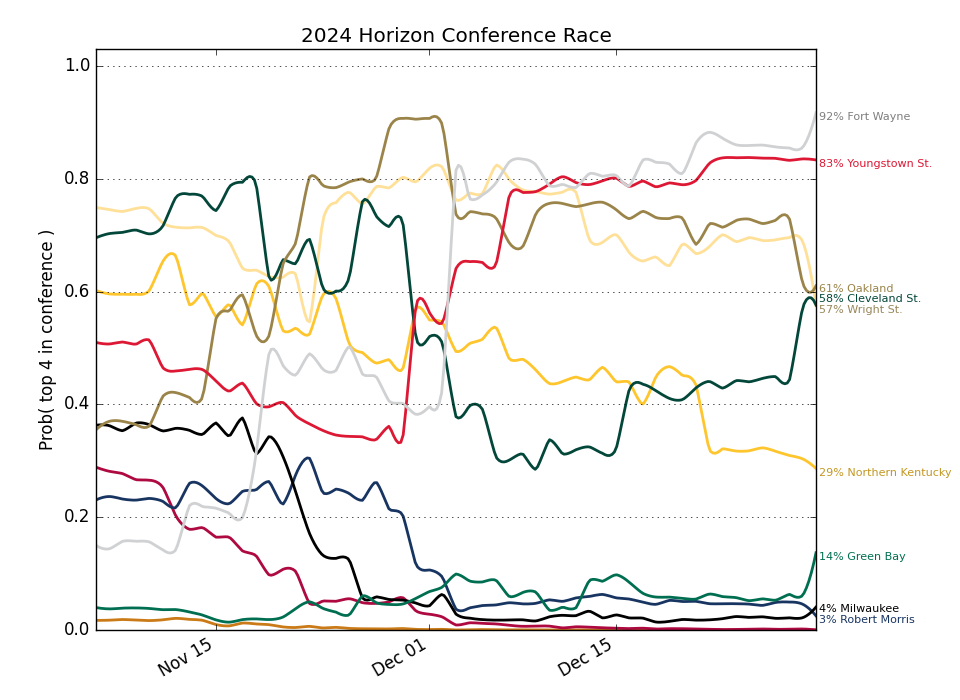 2024 Horizon Conference Race
Prob( top 4 in conference )
1.0
0.8
0.6
0.4
0.2
0.0
Nov 15
Dec 01
Dec 15
92% Fort Wayne
83% Youngstown St.
61% Oakland
58% Cleveland St.
57% Wright St.
29% Northern Kentucky
14% Green Bay
4% Milwaukee
3% Robert Morris